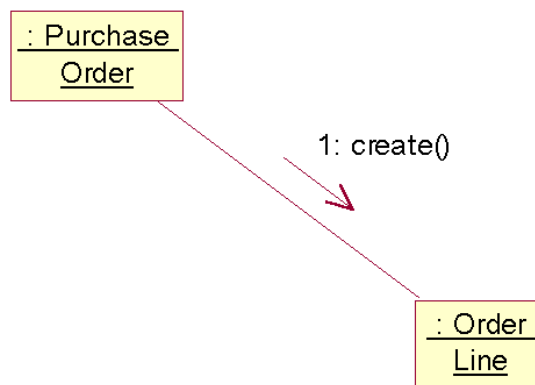 : Purchase
Order
1: create()
: Order
Line